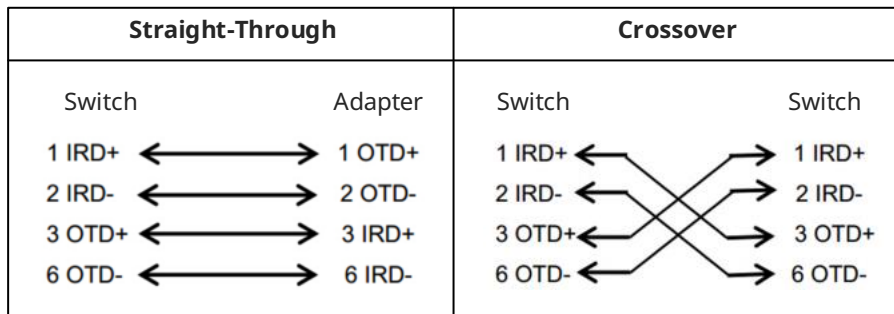 Straight-Through
Crossover
Switch Adapter
1 IRD+ 1 OTD+
2 IRD- 2 OTD-
3 OTD+ 3 IRD+
6 OTD- 6 IRD-
Switch Switch
1 IRD+ 1 IRD+
2 IRD- 2 IRD-
3 OTD+ 3 OTD+
6 OTD- 6 OTD-